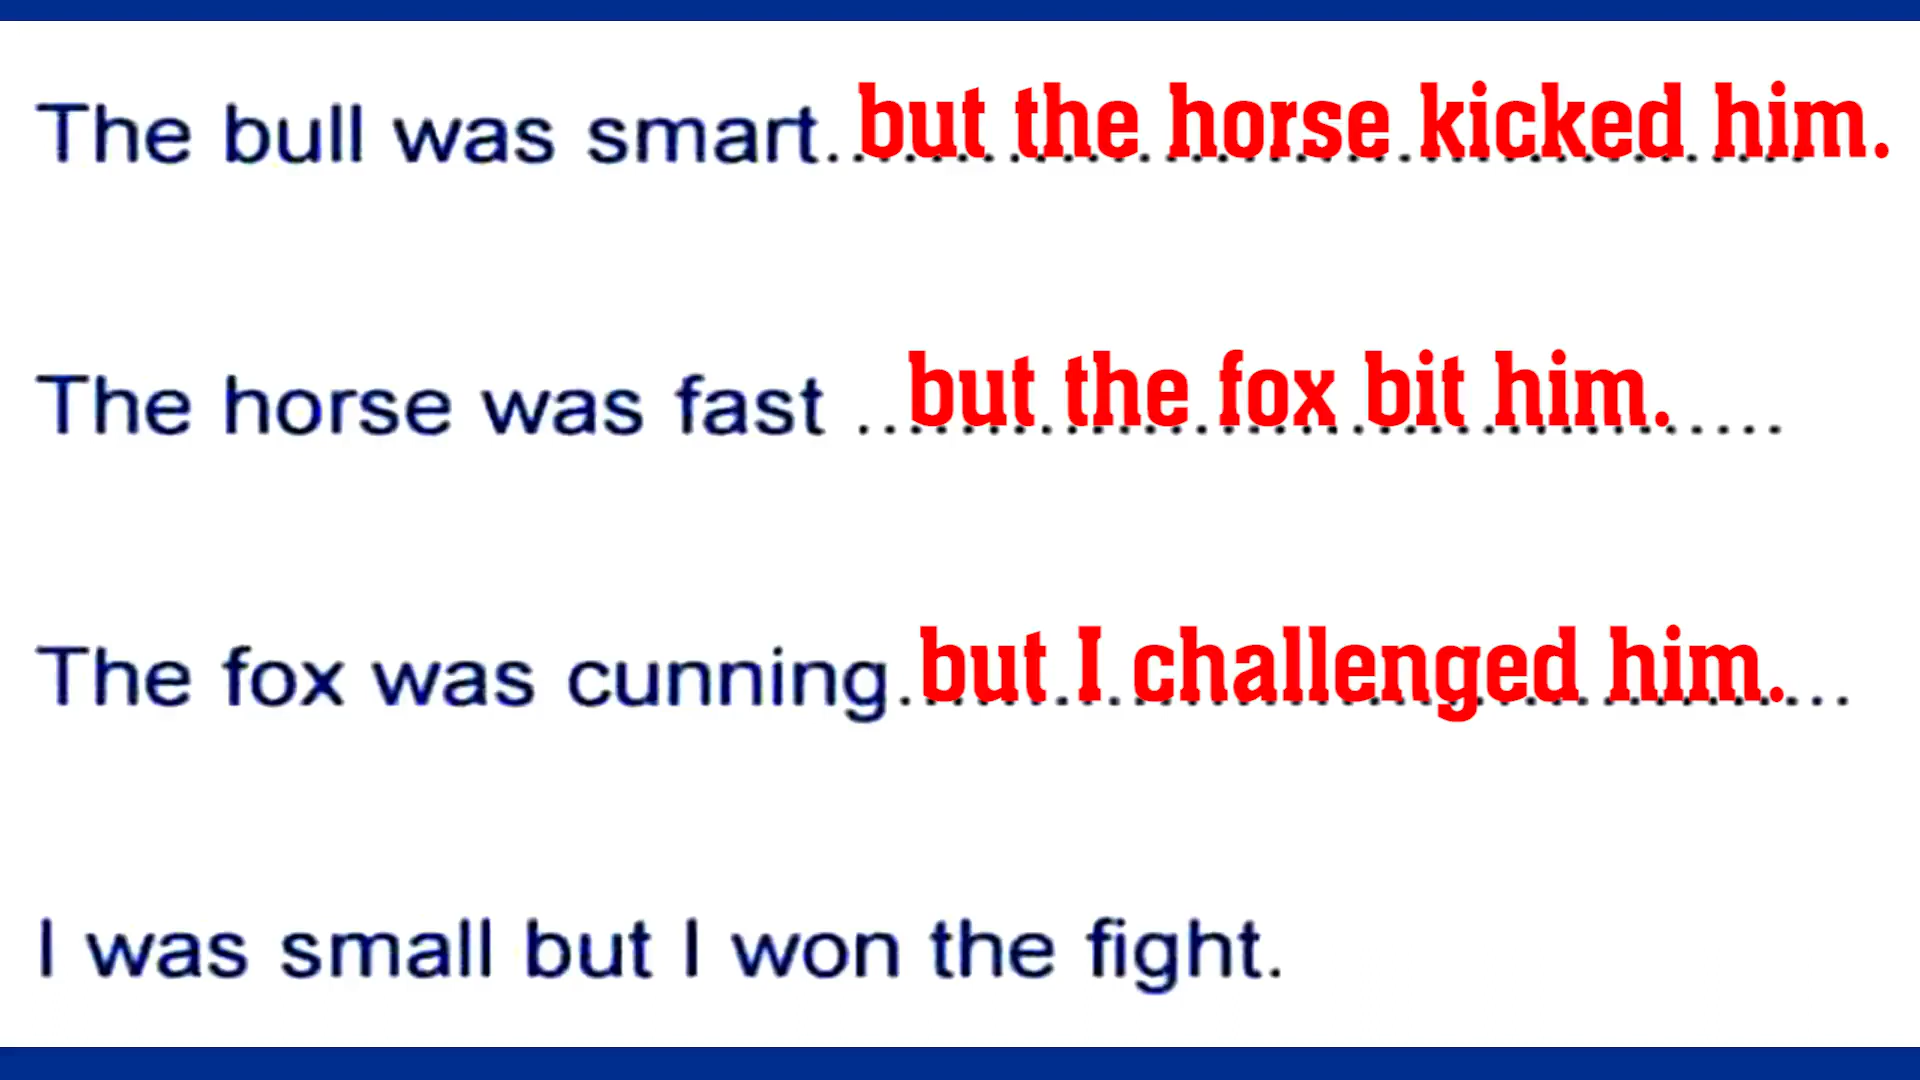 The bull was smart..but the horse kicked him.
The horse was fast ...but the fox bit him.....
The fox was cunning.but I challenged him....
I was small but I won the fight.